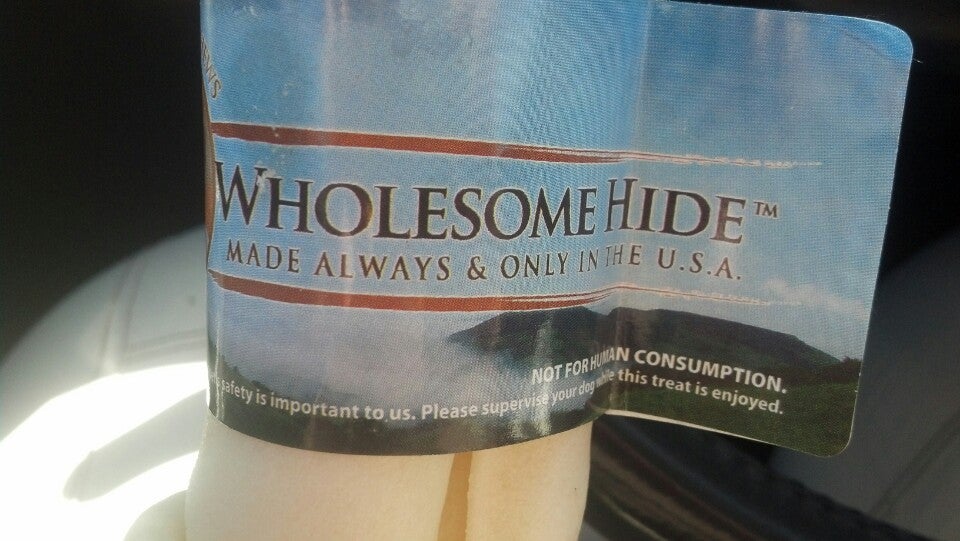 WHOLESOME HIDE™
MADE ALWAYS & ONLY IN THE U.S.A.
NOT FOR HUMAN CONSUMPTION.
safety is important to us. Please supervise your dog while this treat is enjoyed.